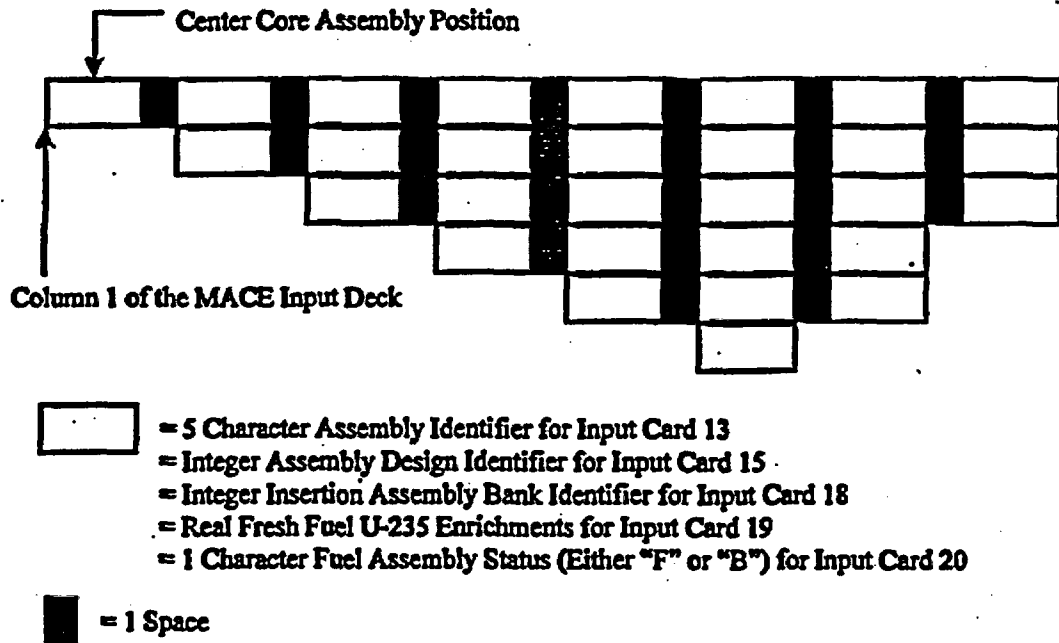 Center Core Assembly Position
Column 1 of the MACE Input Deck
= 5 Character Assembly Identifier for Input Card 13
= Integer Assembly Design Identifier for Input Card 15
= Integer Insertion Assembly Bank Identifier for Input Card 18
= Real Fresh Fuel U-235 Enrichments for Input Card 19
= 1 Character Fuel Assembly Status (Either "F" or "B") for Input Card 20
= 1 Space